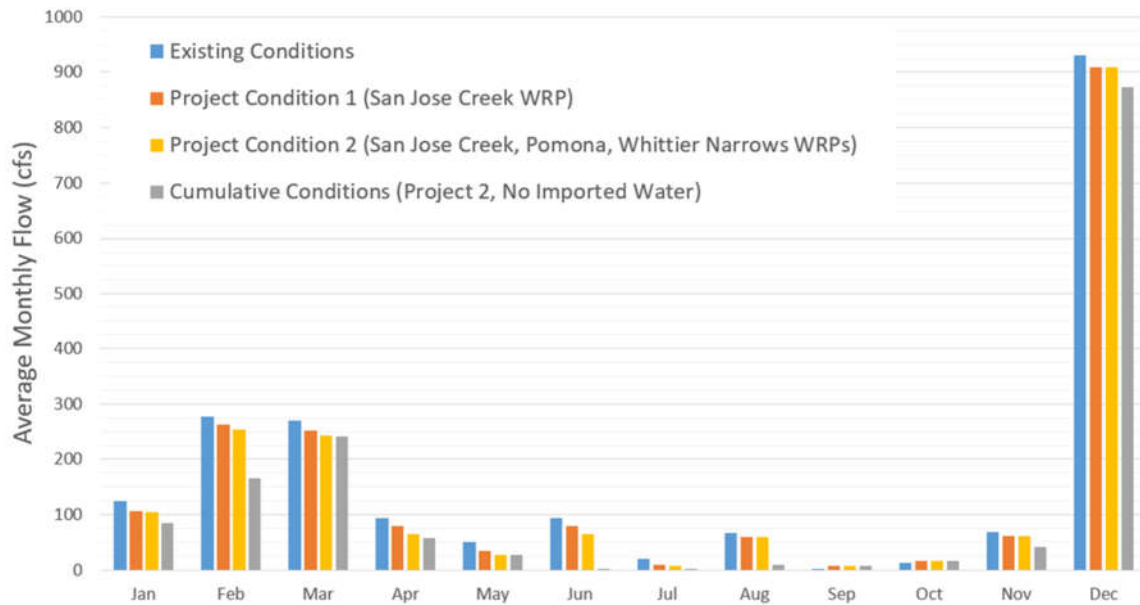 1000
900
800
700
600
500
400
300
200
100
0
Average Monthly Flow (cfs)
Existing Conditions
Project Condition 1 (San Jose Creek WRP)
Project Condition 2 (San Jose Creek, Pomona, Whittier Narrows WRPs)
Cumulative Conditions (Project 2, No Imported Water)
Jan Feb Mar Apr May Jun Jul Aug Sep Oct Nov Dec